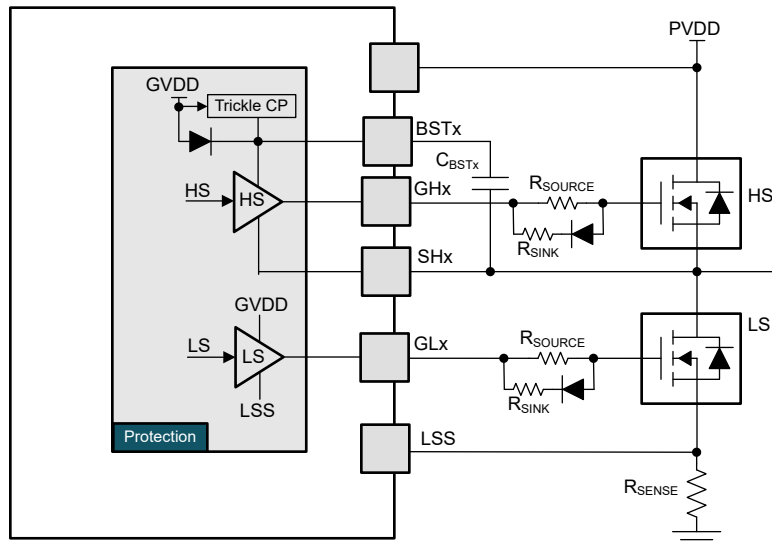 PVDD
GVDD
Trickle CP
BSTx
CBSTx
HS
HS
GHx
RSOURCE
HS
RSINK
SHx
GVDD
LS
LS
GLx
RSOURCE
LS
RSINK
LSS
LSS
Protection
RSENSE